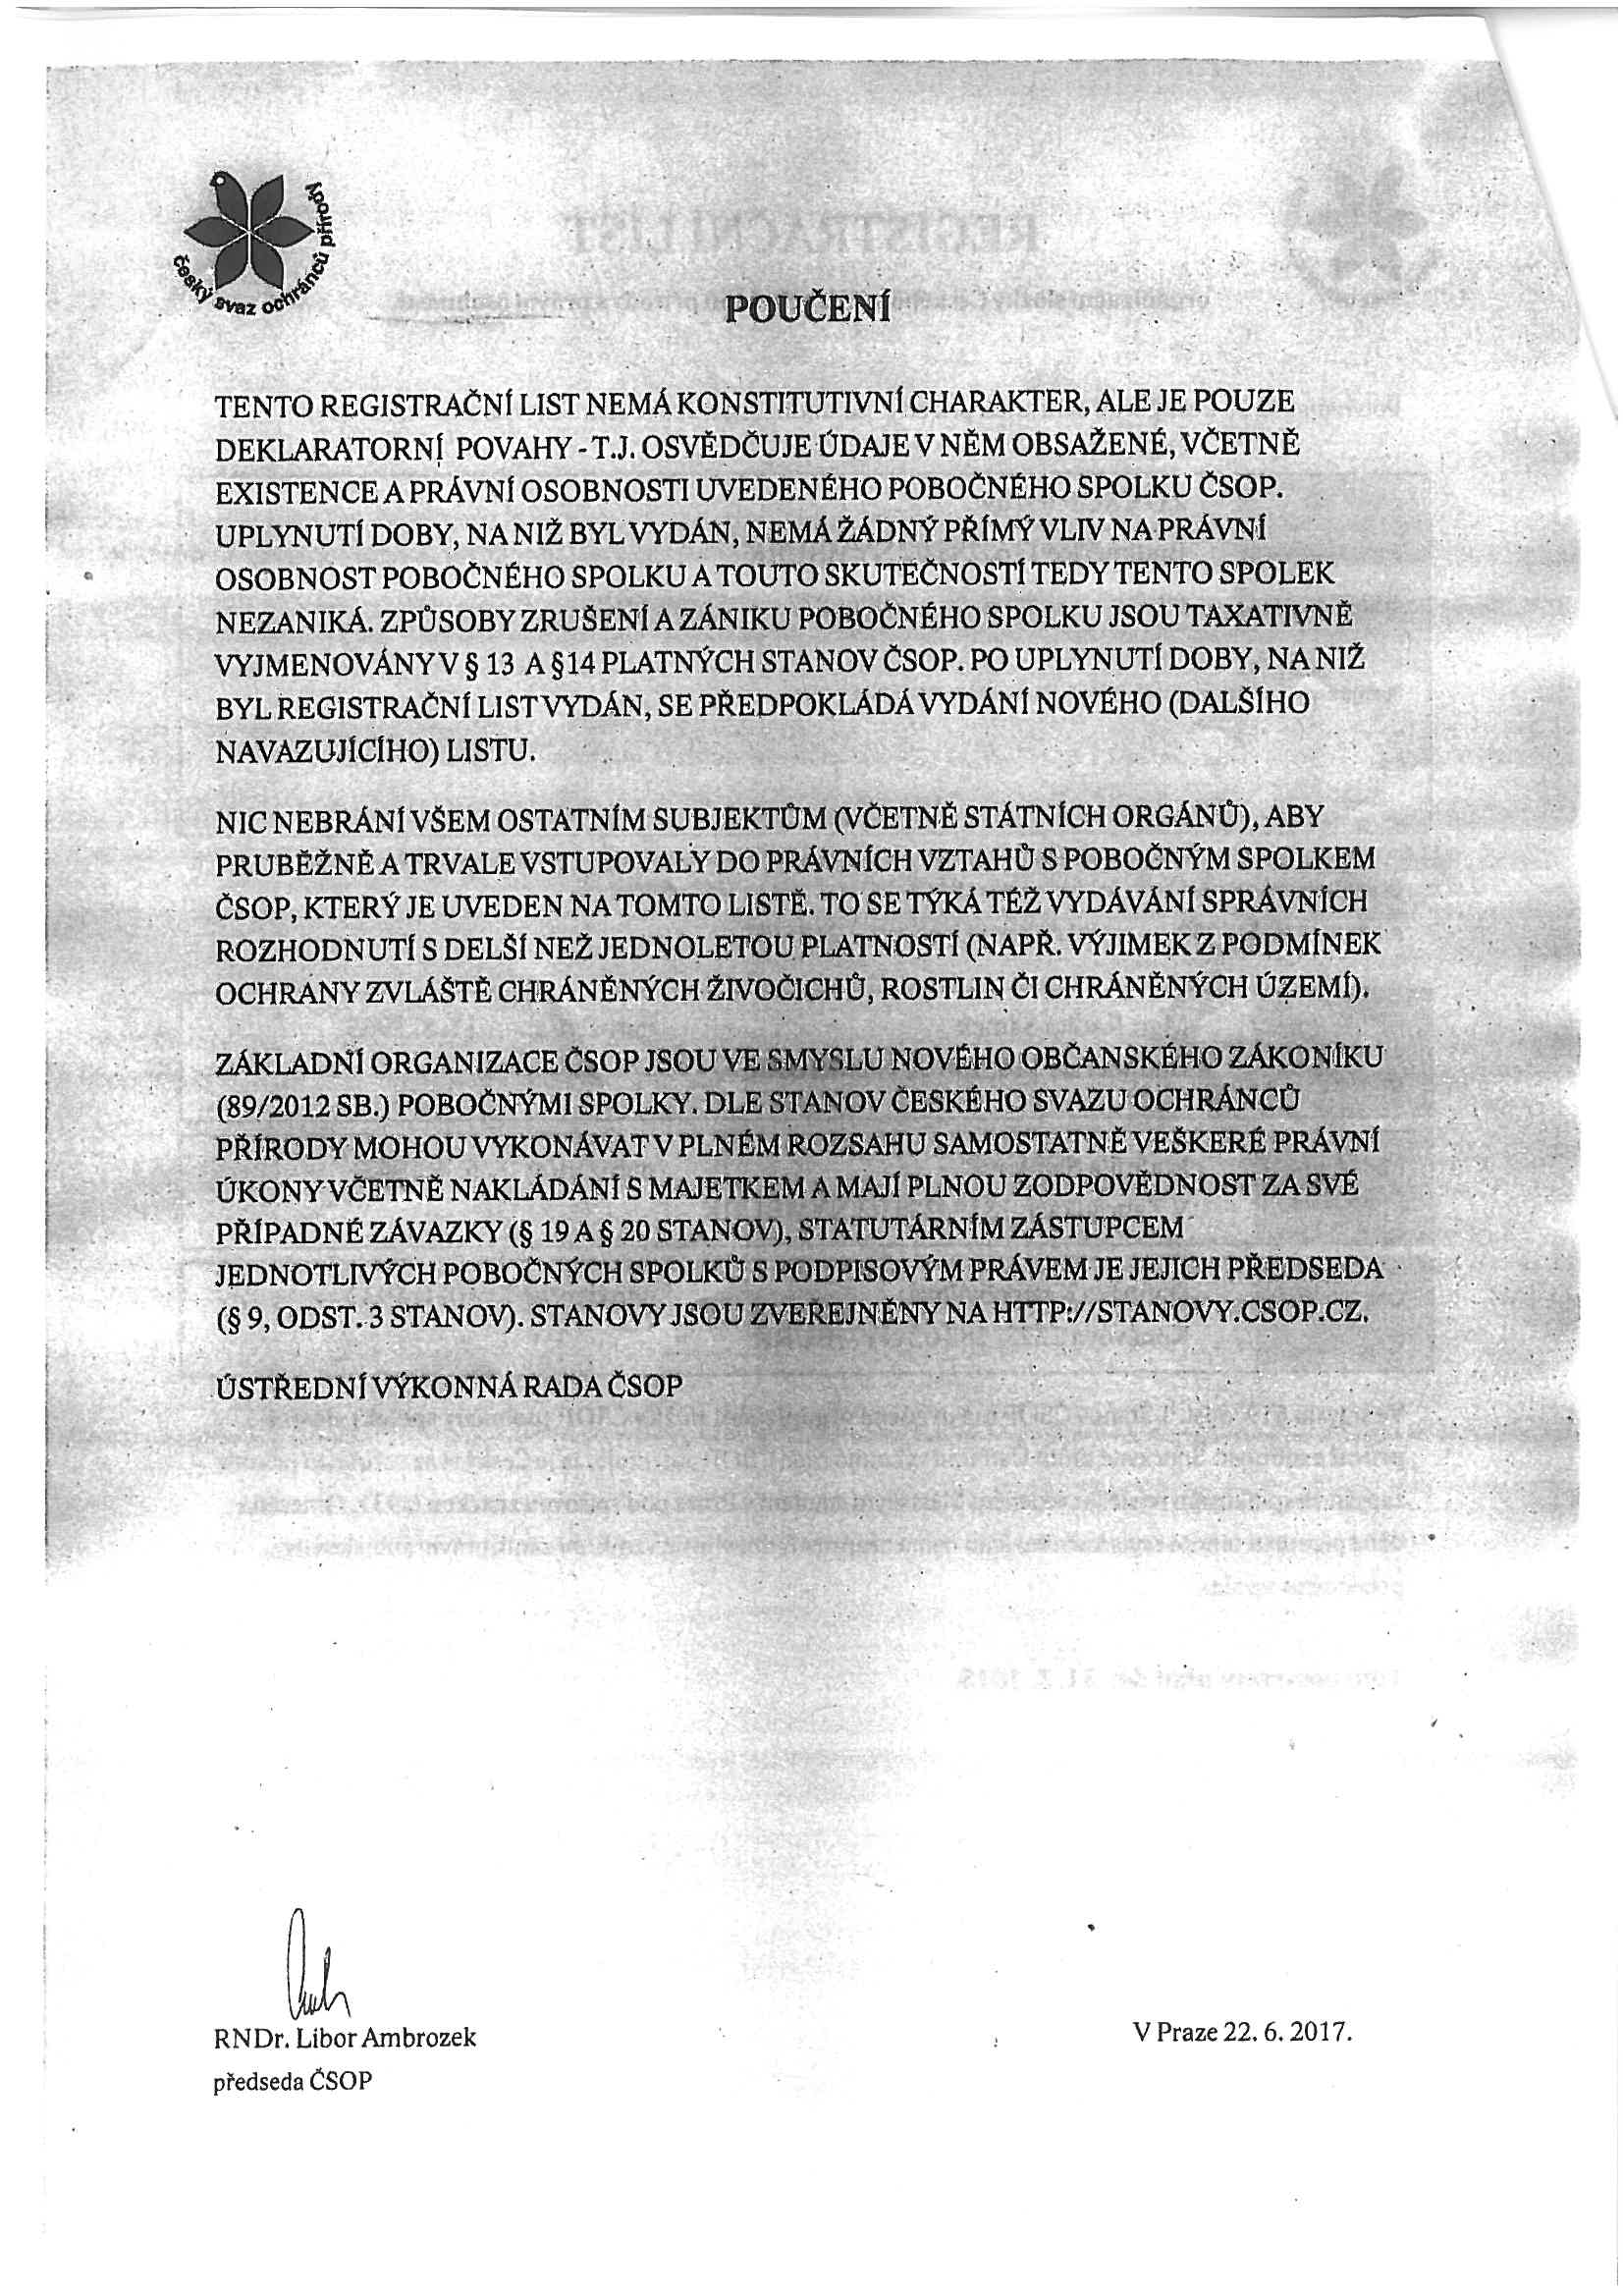 český svaz ochránců přírody
POUČENÍ
TENTO REGISTRAČNÍ LIST NEMÁ KONSTITUTIVNÍ CHARAKTER, ALE JE POUZE
DEKLARATORNÍ POVAHY - T.J. OSVĚDČUJE ÚDAJE V NĚM OBSAŽENÉ, VČETNĚ
EXISTENCE A PRÁVNÍ OSOBNOSTI UVEDENÉHO POBOČNÉHO SPOLKU ČSOP.
UPLYNUTÍ DOBY, NA NIŽ BYL VYDÁN, NEMÁ ŽÁDNÝ PŘÍMÝ VLIV NA PRÁVNÍ
OSOBNOST POBOČNÉHO SPOLKU A TOUTO SKUTEČNOSTÍ TEDY TENTO SPOLEK
NEZANIKÁ. ZPŮSOBY ZRUŠENÍ A ZÁNIKU POBOČNÉHO SPOLKU JSOU TAXATIVNĚ
VYJMENOVÁNY V § 13 A §14 PLATNÝCH STANOV ČSOP. PO UPLYNUTÍ DOBY, NA NIŽ
BYL REGISTRAČNÍ LIST VYDÁN, SE PŘEDPOKLÁDÁ VYDÁNÍ NOVÉHO (DALŠÍHO
NAVAZUJÍCÍHO) LISTU.
NIC NEBRÁNÍ VŠEM OSTATNÍM SUBJEKTŮM (VČETNĚ STÁTNÍCH ORGÁNŮ), ABY
PRUBĚŽNĚ A TRVALE VSTUPOVALY DO PRÁVNÍCH VZTAHŮ S POBOČNÝM SPOLKEM
ČSOP, KTERÝ JE UVEDEN NA TOMTO LISTĚ. TO SE TÝKÁ TÉŽ VYDÁVÁNÍ SPRÁVNÍCH
ROZHODNUTÍ S DELŠÍ NEŽ JEDNOLETOU PLATNOSTÍ (NAPŘ. VÝJIMEK Z PODMÍNEK
OCHRANY ZVLÁŠTĚ CHRÁNĚNÝCH ŽIVOČICHŮ, ROSTLIN ČI CHRÁNĚNÝCH ÚZEMÍ).
ZÁKLADNÍ ORGANIZACE ČSOP JSOU VE SMYSLU NOVÉHO OBČANSKÉHO ZÁKONÍKU
(89/2012 SB.) POBOČNÝMI SPOLKY. DLE STANOV ČESKÉHO SVAZU OCHRÁNCŮ
PŘÍRODY MOHOU VYKONÁVAT V PLNÉM ROZSAHU SAMOSTATNĚ VEŠKERÉ PRÁVNÍ
ÚKONY VČETNĚ NAKLÁDÁNÍ S MAJETKEM A MAJÍ PLNOU ZODPOVĚDNOST ZA SVÉ
PŘÍPADNÉ ZÁVAZKY (§ 19 A § 20 STANOV), STATUTÁRNÍM ZÁSTUPCEM
JEDNOTLIVÝCH POBOČNÝCH SPOLKŮ S PODPISOVÝM PRÁVEM JE JEJICH PŘEDSEDA
(§ 9, ODST. 3 STANOV). STANOVY JSOU ZVEŘEJNĚNY NA HTTP://STANOVY.CSOP.CZ.
ÚSTŘEDNÍ VÝKONNÁ RADA ČSOP
RNDr. Libor Ambrozek
předseda ČSOP
V Praze 22. 6. 2017.